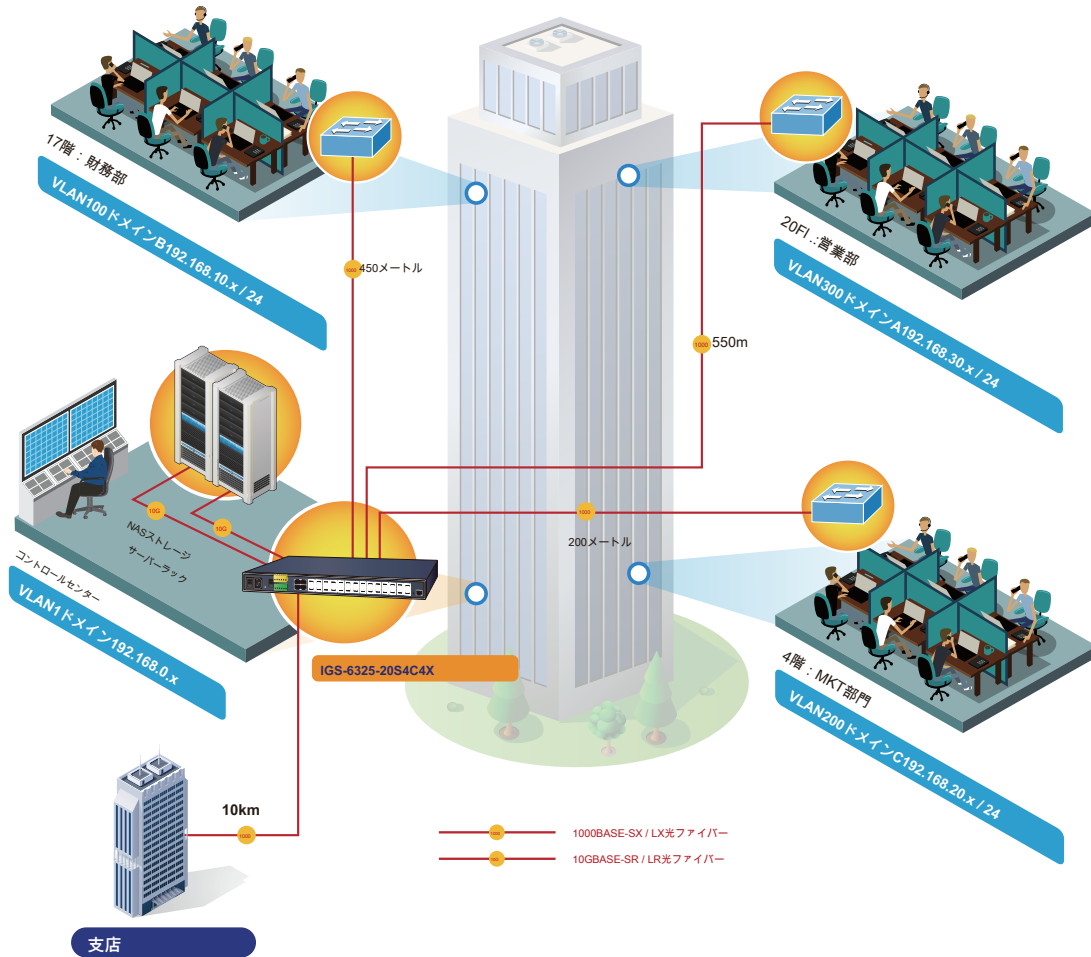 17階：財務部
VLAN100ドメインB192.168.10.x / 24
1000
450メートル
20Fl .:営業部
VLAN300ドメインA192.168.30.x / 24
1000
550m
10G
10G
NASストレージ
サーバーラック
コントロールセンター
VLAN1ドメイン192.168.0.x
1000
200メートル
IGS-6325-20S4C4X
4階：MKT部門
VLAN200ドメインC192.168.20.x / 24
10km
1000
1000
1000BASE-SX / LX光ファイバー
10G
10GBASE-SR / LR光ファイバー
支店